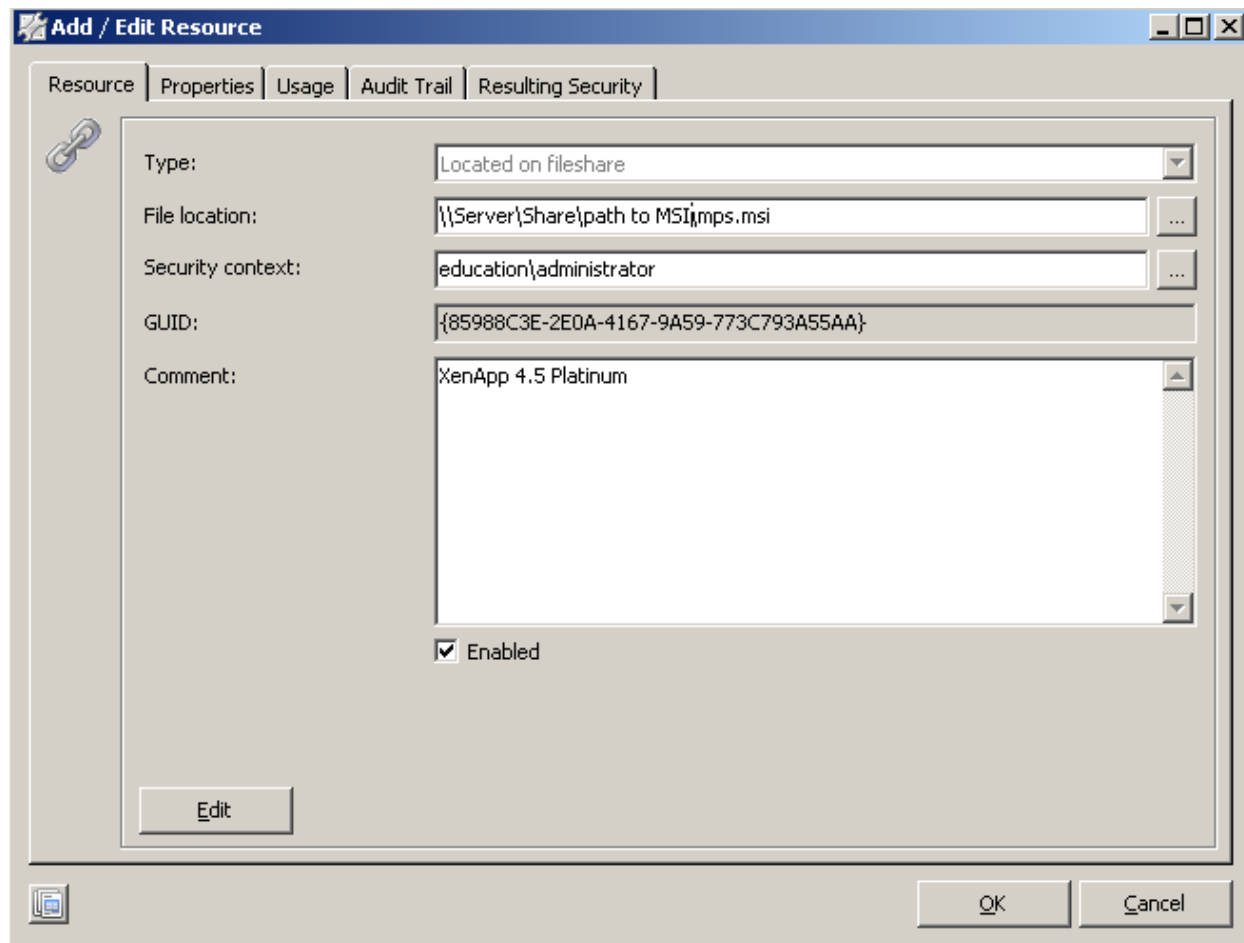 Add / Edit Resource
Resource Properties Usage Audit Trail Resulting Security
Type: Located on fileshare
File location: \\Server\Share\path to MSI\mps.msi ...
Security context: education\administrator ...
GUID: {85988C3E-2E0A-4167-9A59-773C793A55AA}
Comment: XenApp 4.5 Platinum
Enabled
Edit
OK Cancel